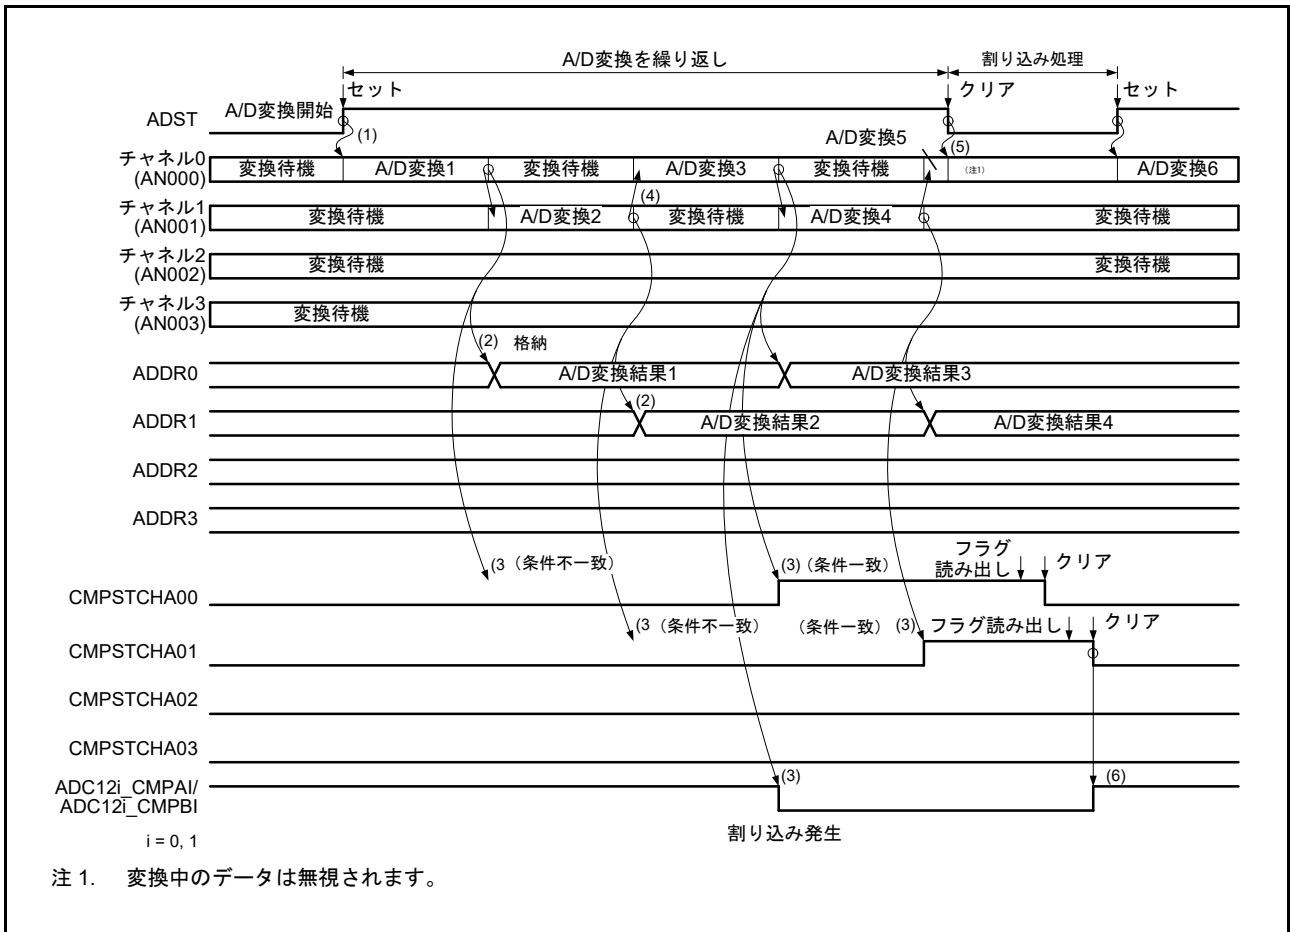 A/D変換を繰り返し
割り込み処理
セット
クリア
セット
ADST
A/D変換開始
(1)
A/D変換5
(5)
チャネル0
(AN000)
変換待機
A/D変換1
変換待機
A/D変換3
変換待機
(注1)
A/D変換6
(4)
チャネル1
(AN001)
変換待機
A/D変換2
変換待機
A/D変換4
変換待機
チャネル2
(AN002)
変換待機
変換待機
チャネル3
(AN003)
変換待機
(2)
格納
ADDR0
A/D変換結果1
A/D変換結果3
(2)
ADDR1
A/D変換結果2
A/D変換結果4
ADDR2
ADDR3
(3（条件不一致）
(3)（条件一致）
フラグ
読み出し
クリア
CMPSTCHA00
(3（条件不一致）
（条件一致）(3)
フラグ読み出し
クリア
CMPSTCHA01
CMPSTCHA02
CMPSTCHA03
(3)
(6)
ADC12i_CMPAI/
ADC12i_CMPBI
割り込み発生
i = 0, 1
注 1. 変換中のデータは無視されます。